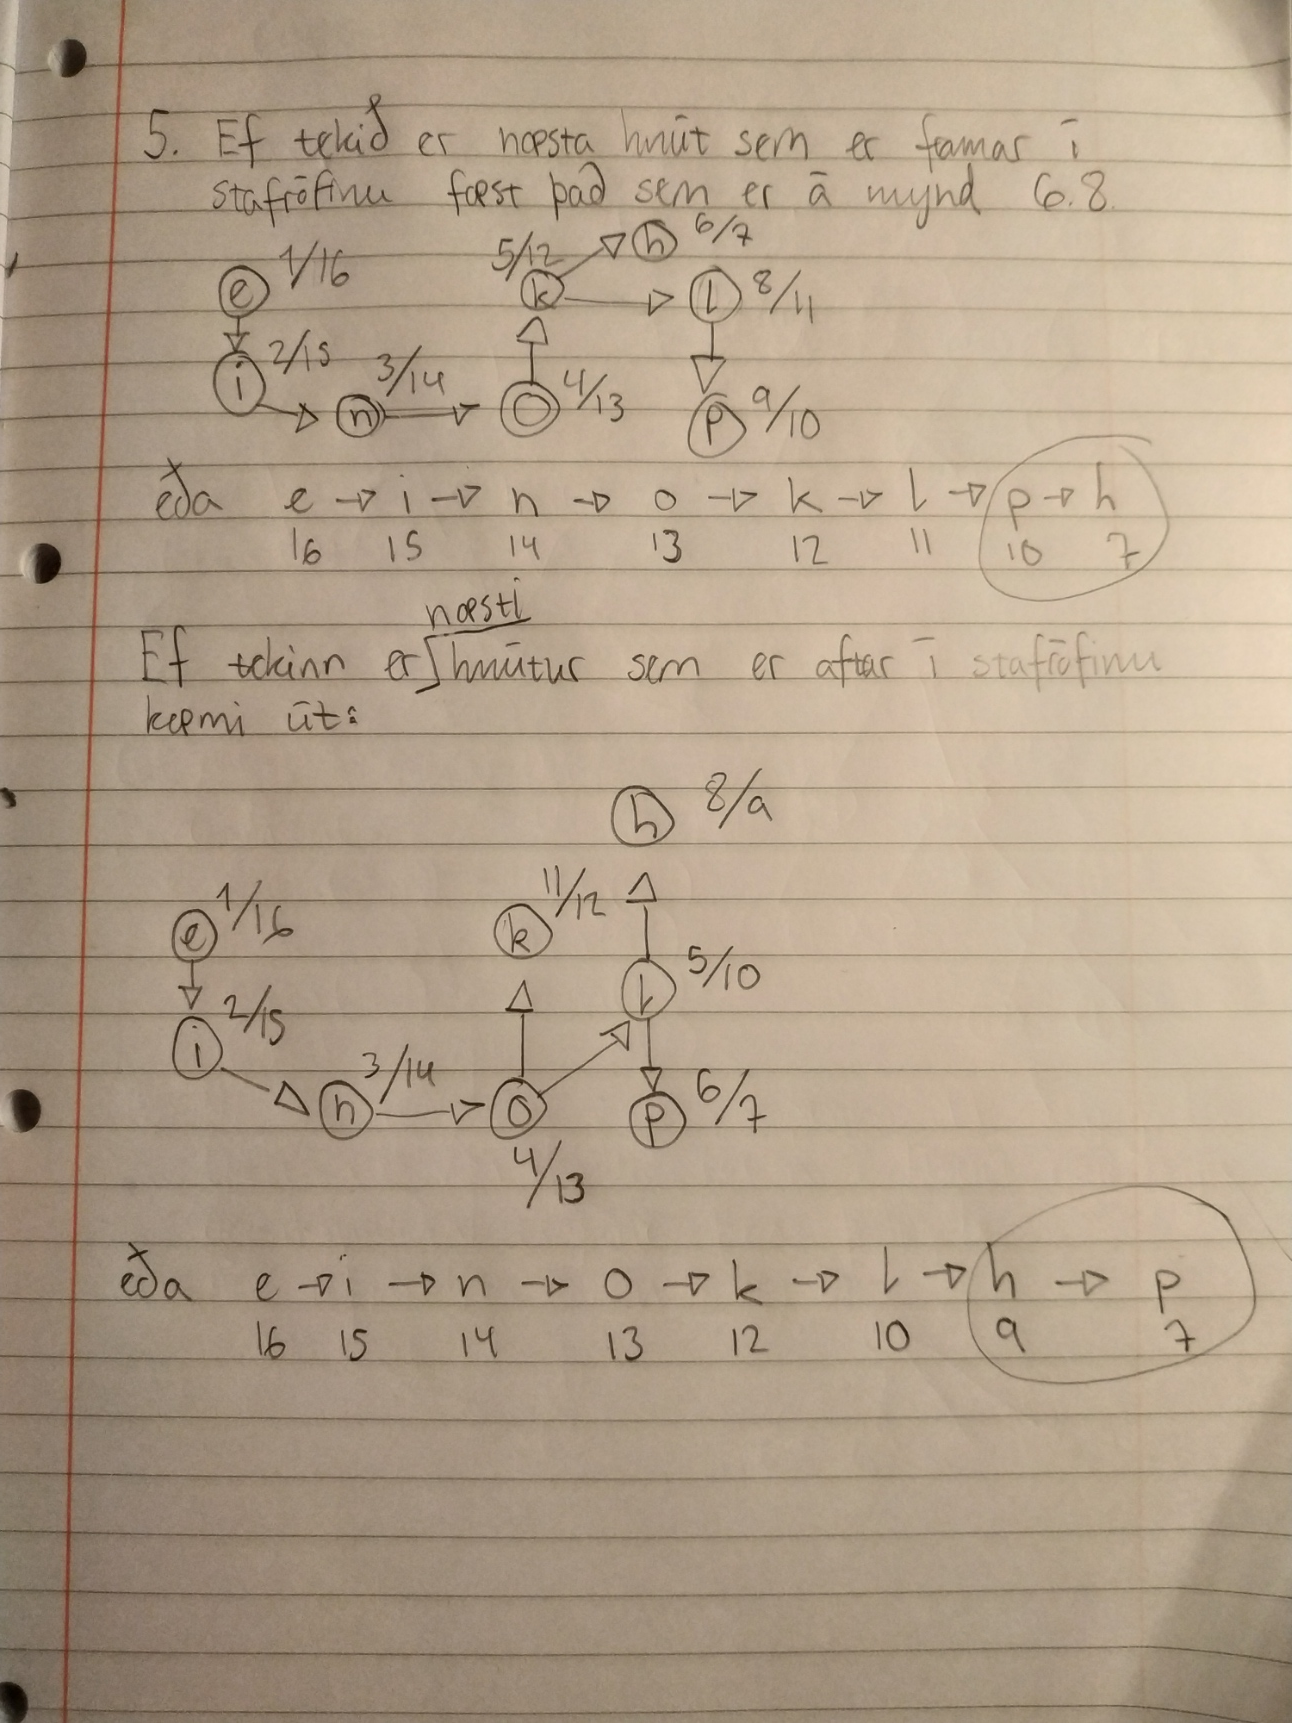 5. Ef tekið er næsta hnút sem er framar í
stafrófinu fæst það sem er á mynd 6.8.
5/12 h 6/7
e 1/16 k l 8/11
i 2/15 n 3/14 o 4/13 p 9/10
eða e → i → n → o → k → l → p → h
16 15 14 13 12 11 10 7
næsti
Ef tekinn er hnútur sem er aftar í stafrófinu
kæmi út:
h 8/9
e 1/16 k 11/12
l 5/10
i 2/15
n 3/14 o p 6/7
4/13
eða e → i → n → o → k → l → h → p
16 15 14 13 12 10 9 7